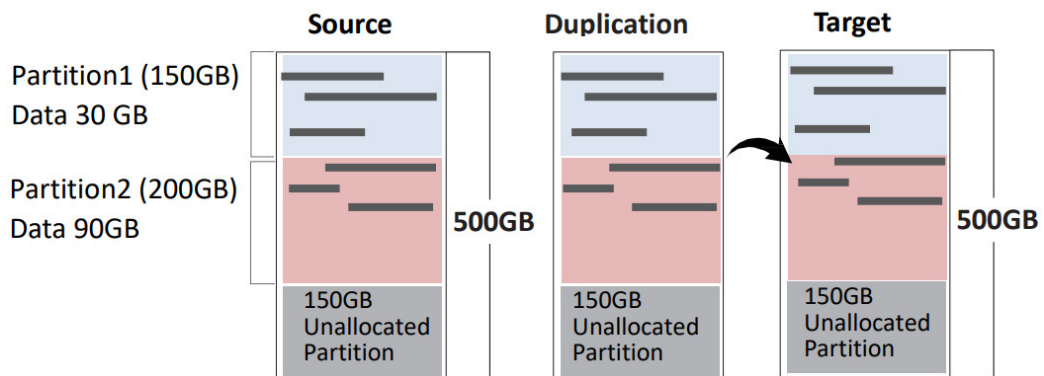 Source
Duplication
Target
Partition1 (150GB)
Data 30 GB
Partition2 (200GB)
Data 90GB
500GB
500GB
150GB
Unallocated
Partition
150GB
Unallocated
Partition
150GB
Unallocated
Partition